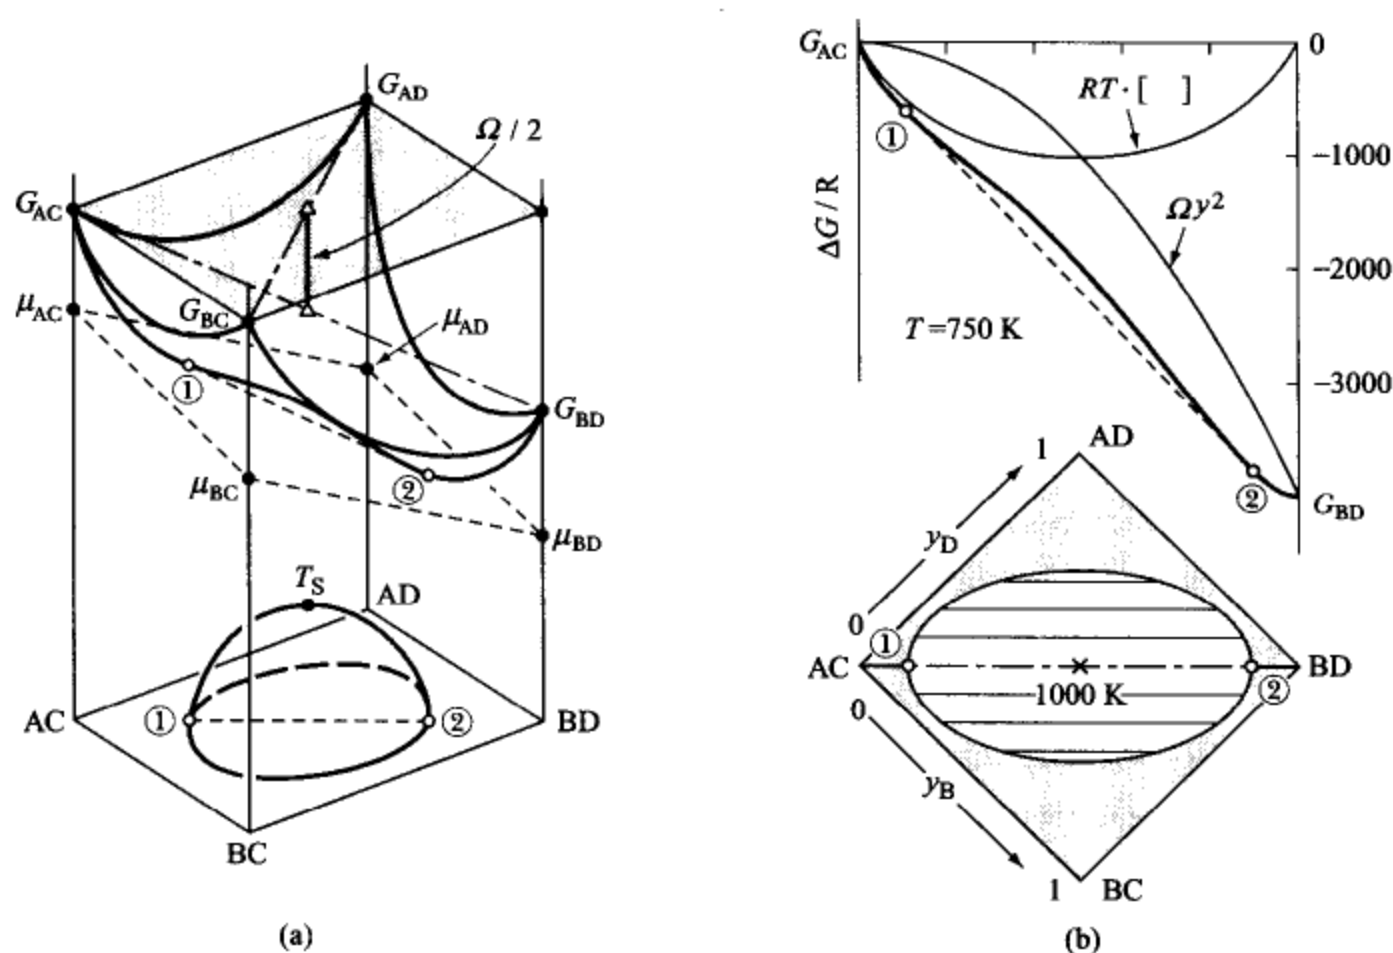 G_AD
Ω / 2
G_AC
μ_AC
G_BC
μ_AD
①
G_BD
②
μ_BC
μ_BD
T_S
AD
①
②
AC
BD
BC
(a)
G_AC
0
RT · [ ]
①
−1000
ΔG / R
Ωy²
−2000
T = 750 K
−3000
②
G_BD
1
AD
y_D
0
①
AC
BD
1000 K
②
0
y_B
1
BC
(b)